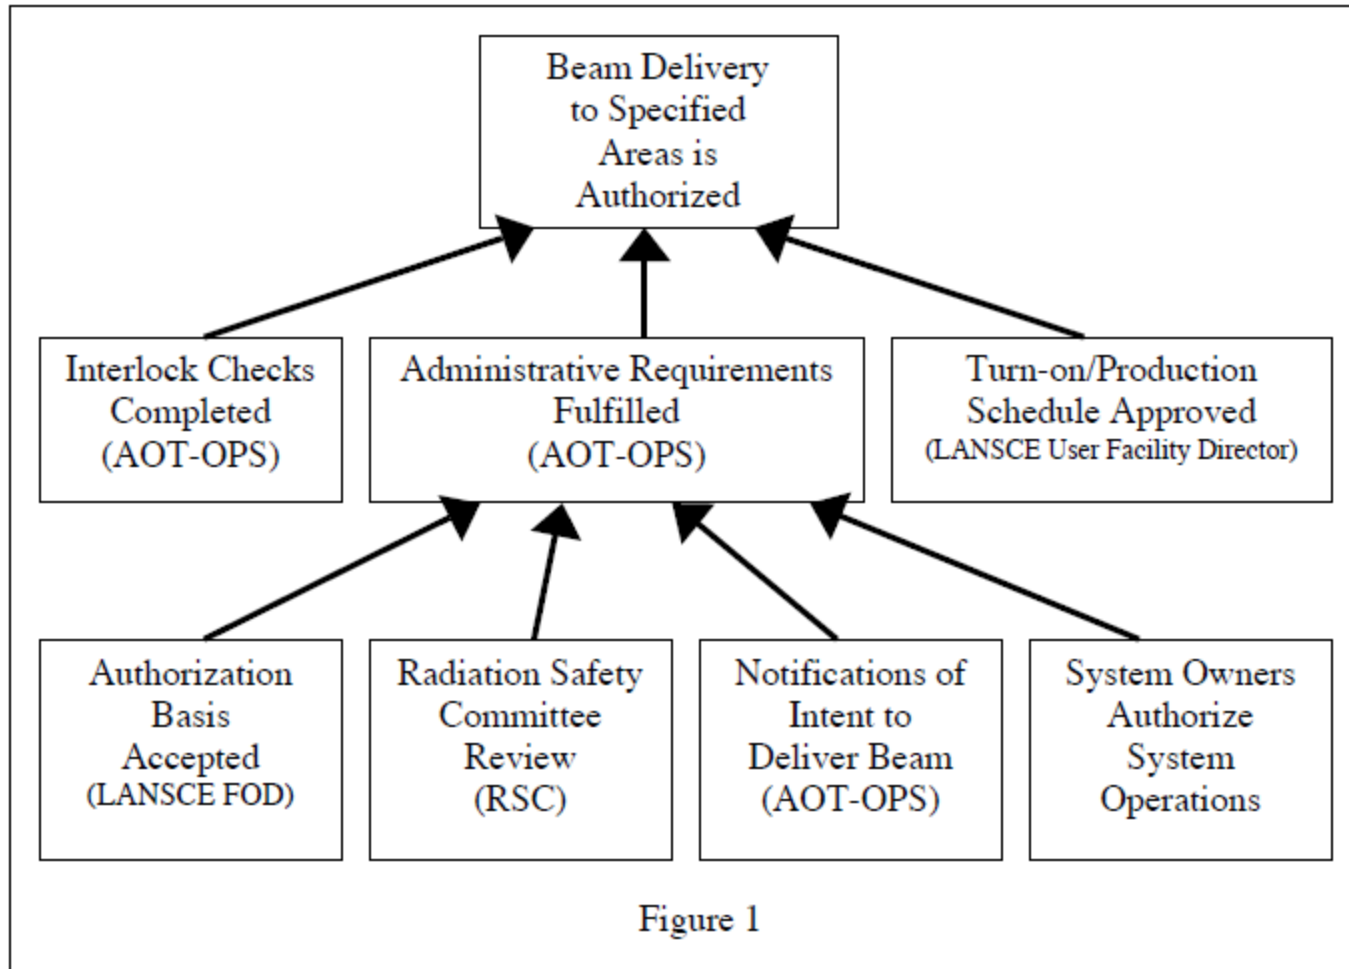 Beam Delivery
to Specified
Areas is
Authorized
Interlock Checks
Completed
(AOT-OPS)
Administrative Requirements
Fulfilled
(AOT-OPS)
Turn-on/Production
Schedule Approved
(LANSCE User Facility Director)
Authorization
Basis
Accepted
(LANSCE FOD)
Radiation Safety
Committee
Review
(RSC)
Notifications of
Intent to
Deliver Beam
(AOT-OPS)
System Owners
Authorize
System
Operations
Figure 1